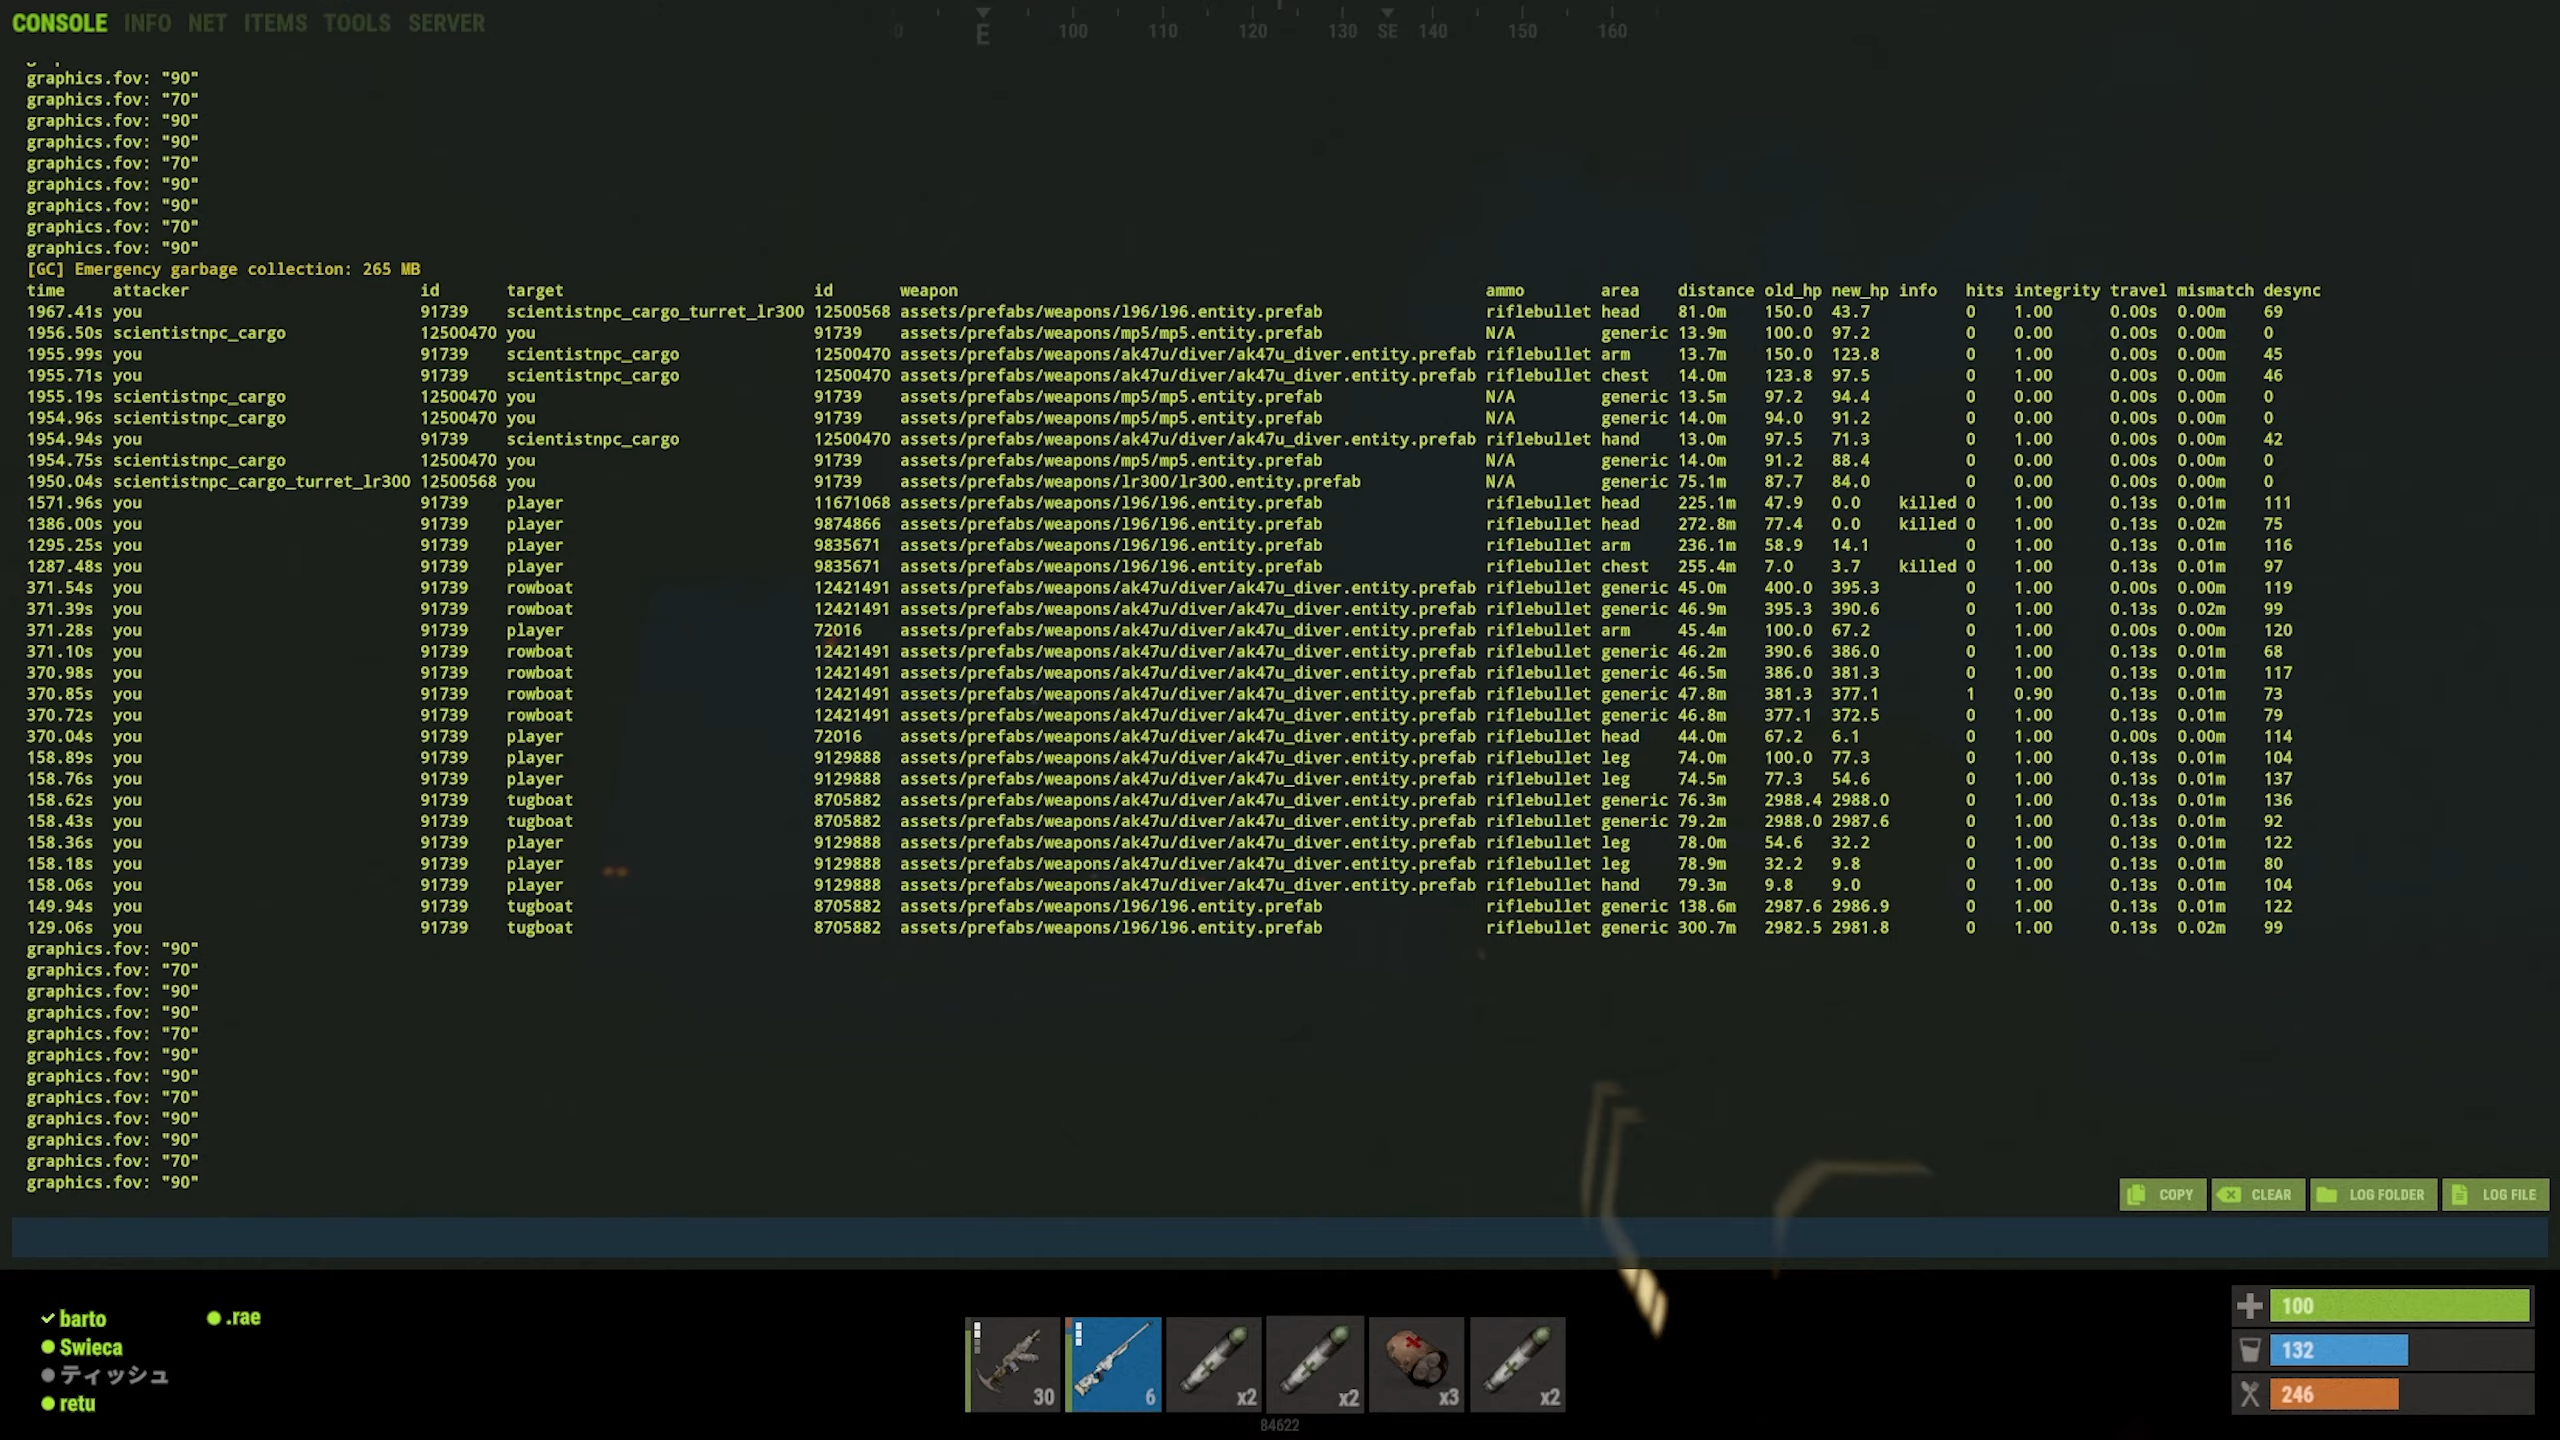 CONSOLE INFO NET ITEMS TOOLS SERVER
E 100 110 120 130 SE 140 150 160
graphics.fov: "90"
graphics.fov: "70"
graphics.fov: "90"
graphics.fov: "90"
graphics.fov: "70"
graphics.fov: "90"
graphics.fov: "90"
graphics.fov: "70"
graphics.fov: "90"
[GC] Emergency garbage collection: 265 MB
time attacker id target id weapon ammo area distance old_hp new_hp info hits integrity travel mismatch desync
1967.41s you 91739 scientistnpc_cargo_turret_lr300 12500568 assets/prefabs/weapons/l96/l96.entity.prefab riflebullet head 81.0m 150.0 43.7 0 1.00 0.00s 0.00m 69
1956.50s scientistnpc_cargo 12500470 you 91739 assets/prefabs/weapons/mp5/mp5.entity.prefab N/A generic 13.9m 100.0 97.2 0 0.00 0.00s 0.00m 0
1955.99s you 91739 scientistnpc_cargo 12500470 assets/prefabs/weapons/ak47u/diver/ak47u_diver.entity.prefab riflebullet arm 13.7m 150.0 123.8 0 1.00 0.00s 0.00m 45
1955.71s you 91739 scientistnpc_cargo 12500470 assets/prefabs/weapons/ak47u/diver/ak47u_diver.entity.prefab riflebullet chest 14.0m 123.8 97.5 0 1.00 0.00s 0.00m 46
1955.19s scientistnpc_cargo 12500470 you 91739 assets/prefabs/weapons/mp5/mp5.entity.prefab N/A generic 13.5m 97.2 94.4 0 0.00 0.00s 0.00m 0
1954.96s scientistnpc_cargo 12500470 you 91739 assets/prefabs/weapons/mp5/mp5.entity.prefab N/A generic 14.0m 94.0 91.2 0 0.00 0.00s 0.00m 0
1954.94s you 91739 scientistnpc_cargo 12500470 assets/prefabs/weapons/ak47u/diver/ak47u_diver.entity.prefab riflebullet hand 13.0m 97.5 71.3 0 1.00 0.00s 0.00m 42
1954.75s scientistnpc_cargo 12500470 you 91739 assets/prefabs/weapons/mp5/mp5.entity.prefab N/A generic 14.0m 91.2 88.4 0 0.00 0.00s 0.00m 0
1950.04s scientistnpc_cargo_turret_lr300 12500568 you 91739 assets/prefabs/weapons/lr300/lr300.entity.prefab N/A generic 75.1m 87.7 84.0 0 0.00 0.00s 0.00m 0
1571.96s you 91739 player 11671068 assets/prefabs/weapons/l96/l96.entity.prefab riflebullet head 225.1m 47.9 0.0 killed 0 1.00 0.13s 0.01m 111
1386.00s you 91739 player 9874866 assets/prefabs/weapons/l96/l96.entity.prefab riflebullet head 272.8m 77.4 0.0 killed 0 1.00 0.13s 0.02m 75
1295.25s you 91739 player 9835671 assets/prefabs/weapons/l96/l96.entity.prefab riflebullet arm 236.1m 58.9 14.1 0 1.00 0.13s 0.01m 116
1287.48s you 91739 player 9835671 assets/prefabs/weapons/l96/l96.entity.prefab riflebullet chest 255.4m 7.0 3.7 killed 0 1.00 0.13s 0.01m 97
371.54s you 91739 rowboat 12421491 assets/prefabs/weapons/ak47u/diver/ak47u_diver.entity.prefab riflebullet generic 45.0m 400.0 395.3 0 1.00 0.00s 0.00m 119
371.39s you 91739 rowboat 12421491 assets/prefabs/weapons/ak47u/diver/ak47u_diver.entity.prefab riflebullet generic 46.9m 395.3 390.6 0 1.00 0.13s 0.02m 99
371.28s you 91739 player 72016 assets/prefabs/weapons/ak47u/diver/ak47u_diver.entity.prefab riflebullet arm 45.4m 100.0 67.2 0 1.00 0.00s 0.00m 120
371.10s you 91739 rowboat 12421491 assets/prefabs/weapons/ak47u/diver/ak47u_diver.entity.prefab riflebullet generic 46.2m 390.6 386.0 0 1.00 0.13s 0.01m 68
370.98s you 91739 rowboat 12421491 assets/prefabs/weapons/ak47u/diver/ak47u_diver.entity.prefab riflebullet generic 46.5m 386.0 381.3 0 1.00 0.13s 0.01m 117
370.85s you 91739 rowboat 12421491 assets/prefabs/weapons/ak47u/diver/ak47u_diver.entity.prefab riflebullet generic 47.8m 381.3 377.1 1 0.90 0.13s 0.01m 73
370.72s you 91739 rowboat 12421491 assets/prefabs/weapons/ak47u/diver/ak47u_diver.entity.prefab riflebullet generic 46.8m 377.1 372.5 0 1.00 0.13s 0.01m 79
370.04s you 91739 player 72016 assets/prefabs/weapons/ak47u/diver/ak47u_diver.entity.prefab riflebullet head 44.0m 67.2 6.1 0 1.00 0.00s 0.00m 114
158.89s you 91739 player 9129888 assets/prefabs/weapons/ak47u/diver/ak47u_diver.entity.prefab riflebullet leg 74.0m 100.0 77.3 0 1.00 0.13s 0.01m 104
158.76s you 91739 player 9129888 assets/prefabs/weapons/ak47u/diver/ak47u_diver.entity.prefab riflebullet leg 74.5m 77.3 54.6 0 1.00 0.13s 0.01m 137
158.62s you 91739 tugboat 8705882 assets/prefabs/weapons/ak47u/diver/ak47u_diver.entity.prefab riflebullet generic 76.3m 2988.4 2988.0 0 1.00 0.13s 0.01m 136
158.43s you 91739 tugboat 8705882 assets/prefabs/weapons/ak47u/diver/ak47u_diver.entity.prefab riflebullet generic 79.2m 2988.0 2987.6 0 1.00 0.13s 0.01m 92
158.36s you 91739 player 9129888 assets/prefabs/weapons/ak47u/diver/ak47u_diver.entity.prefab riflebullet leg 78.0m 54.6 32.2 0 1.00 0.13s 0.01m 122
158.18s you 91739 player 9129888 assets/prefabs/weapons/ak47u/diver/ak47u_diver.entity.prefab riflebullet leg 78.9m 32.2 9.8 0 1.00 0.13s 0.01m 80
158.06s you 91739 player 9129888 assets/prefabs/weapons/ak47u/diver/ak47u_diver.entity.prefab riflebullet hand 79.3m 9.8 9.0 0 1.00 0.13s 0.01m 104
149.94s you 91739 tugboat 8705882 assets/prefabs/weapons/l96/l96.entity.prefab riflebullet generic 138.6m 2987.6 2986.9 0 1.00 0.13s 0.01m 122
129.06s you 91739 tugboat 8705882 assets/prefabs/weapons/l96/l96.entity.prefab riflebullet generic 300.7m 2982.5 2981.8 0 1.00 0.13s 0.02m 99
graphics.fov: "90"
graphics.fov: "70"
graphics.fov: "90"
graphics.fov: "90"
graphics.fov: "70"
graphics.fov: "90"
graphics.fov: "90"
graphics.fov: "70"
graphics.fov: "90"
graphics.fov: "90"
graphics.fov: "70"
graphics.fov: "90"
COPY CLEAR LOG FOLDER LOG FILE
barto .rae
Swieca
ティッシュ
retu
30 6 x2 x2 x3 x2
84622
100
132
246